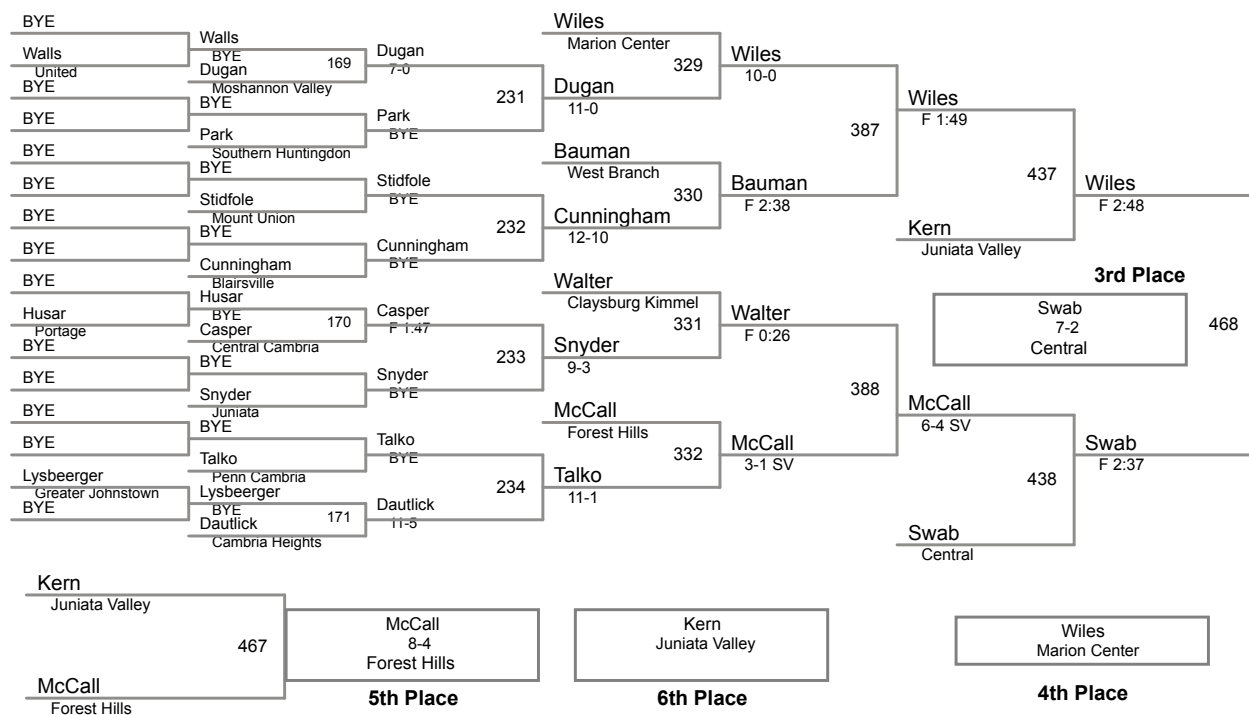 BYE
Walls
United
BYE
BYE
BYE
BYE
BYE
BYE
BYE
Husar
Portage
BYE
BYE
BYE
BYE
Lysbeerger
Greater Johnstown
BYE
Walls
BYE
169
Dugan
Moshannon Valley
BYE
Park
Southern Huntingdon
BYE
Stidfole
Mount Union
BYE
Cunningham
Blairsville
Husar
BYE
170
Casper
Central Cambria
BYE
Snyder
Juniata
BYE
Talko
Penn Cambria
Lysbeerger
BYE
171
Dautlick
Cambria Heights
Dugan
7-0
231
Park
BYE
Stidfole
BYE
232
Cunningham
BYE
Casper
F 1:47
233
Snyder
BYE
Talko
BYE
234
Dautlick
11-5
Wiles
Marion Center
329
Dugan
11-0
Bauman
West Branch
330
Cunningham
12-10
Walter
Claysburg Kimmel
331
Snyder
9-3
McCall
Forest Hills
332
Talko
11-1
Wiles
10-0
387
Bauman
F 2:38
Walter
F 0:26
388
McCall
3-1 SV
Wiles
F 1:49
437
Kern
Juniata Valley
McCall
6-4 SV
438
Swab
Central
Wiles
F 2:48
3rd Place
Swab
7-2
Central
468
Swab
F 2:37
Kern
Juniata Valley
467
McCall
Forest Hills
McCall
8-4
Forest Hills
5th Place
Kern
Juniata Valley
6th Place
Wiles
Marion Center
4th Place